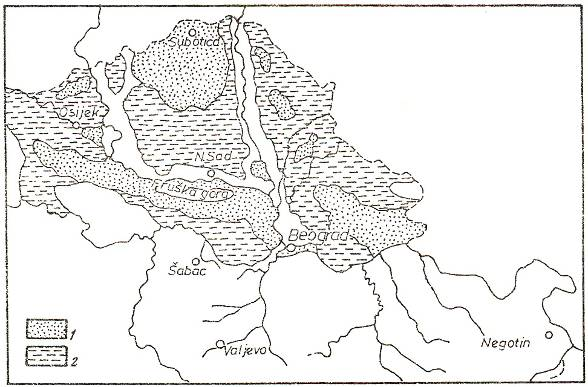 Subotica
Osijek
N.Sad
Fruška gora
Beograd
Šabac
Valjevo
Negotin
1
2